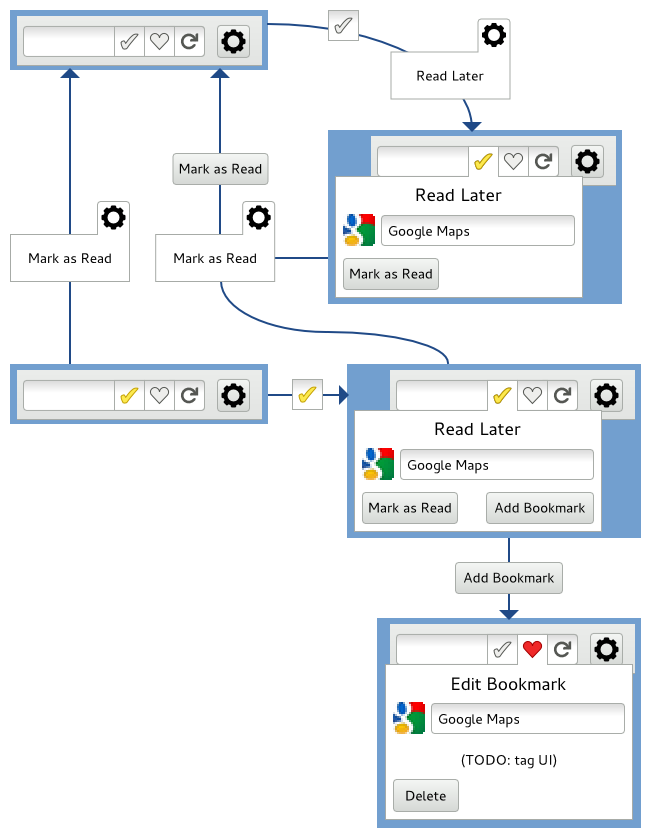 Read Later
Mark as Read
Read Later
Google Maps
Mark as Read
Mark as Read
Mark as Read
Read Later
Google Maps
Mark as Read
Add Bookmark
Add Bookmark
Edit Bookmark
Google Maps
(TODO: tag UI)
Delete